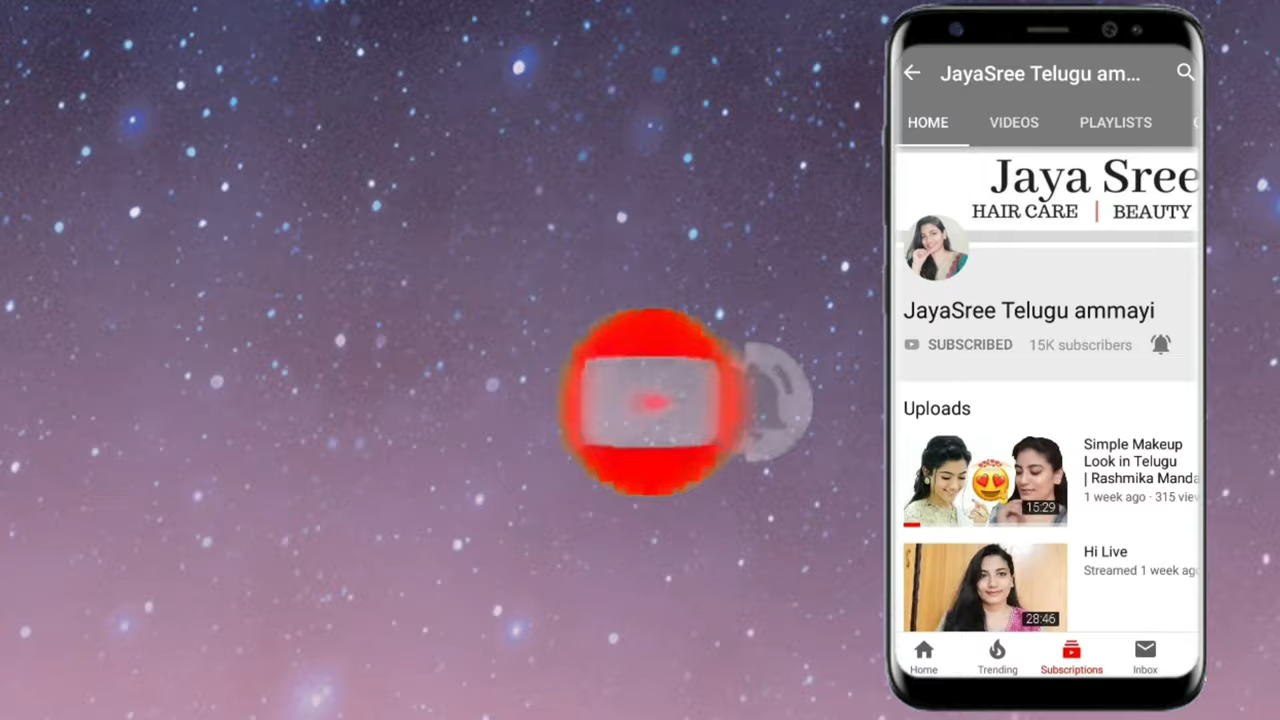 JayaSree Telugu am...
HOME VIDEOS PLAYLISTS
Jaya Sree
HAIR CARE | BEAUTY
JayaSree Telugu ammayi
SUBSCRIBED 15K subscribers
Uploads
Simple Makeup
Look in Telugu
| Rashmika Manda
1 week ago · 315 view
15:29
Hi Live
Streamed 1 week ago
28:46
Home Trending Subscriptions Inbox